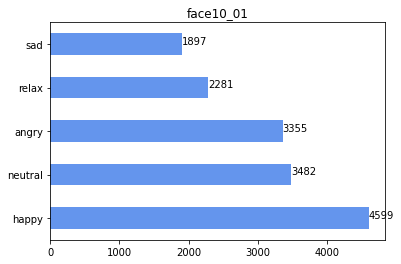 face10_01
sad 1897
relax 2281
angry 3355
neutral 3482
happy 4599
0 1000 2000 3000 4000